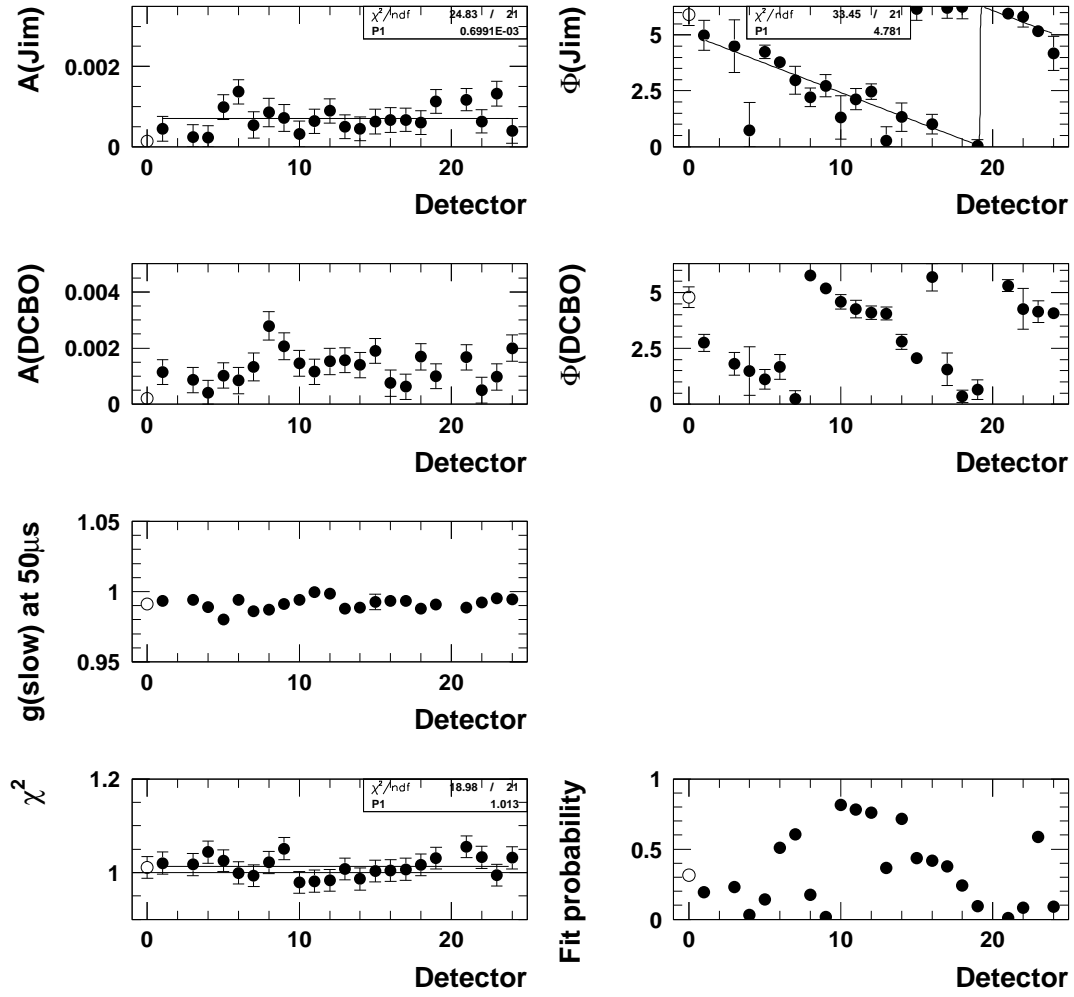 A(Jim)
0.002
0
χ²/ndf 24.83 / 21
P1 0.6991E-03
0 10 20
Detector
Φ(Jim)
5
2.5
0
χ²/ndf 33.45 / 21
P1 4.781
0 10 20
Detector
A(DCBO)
0.004
0.002
0
0 10 20
Detector
Φ(DCBO)
5
2.5
0
0 10 20
Detector
g(slow) at 50μs
1.05
1
0.95
0 10 20
Detector
χ²
1.2
1
χ²/ndf 18.98 / 21
P1 1.013
0 10 20
Detector
Fit probability
1
0.5
0
0 10 20
Detector